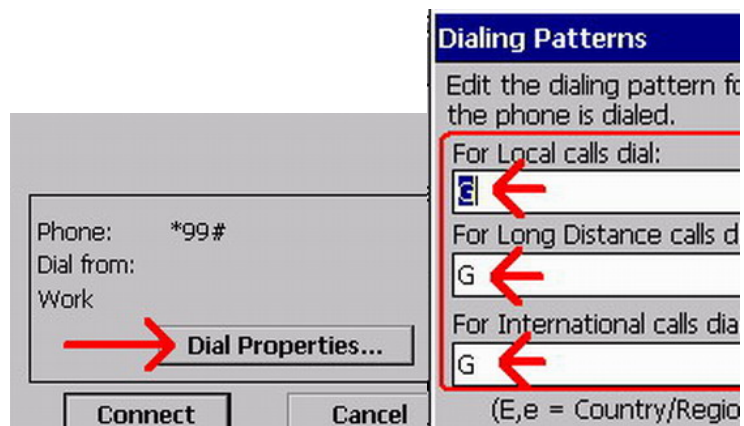 Phone: *99#
Dial from:
Work
Dial Properties...
Connect Cancel
Dialing Patterns
Edit the dialing pattern fo
the phone is dialed.
For Local calls dial:
G
For Long Distance calls d
G
For International calls dia
G
(E,e = Country/Regio